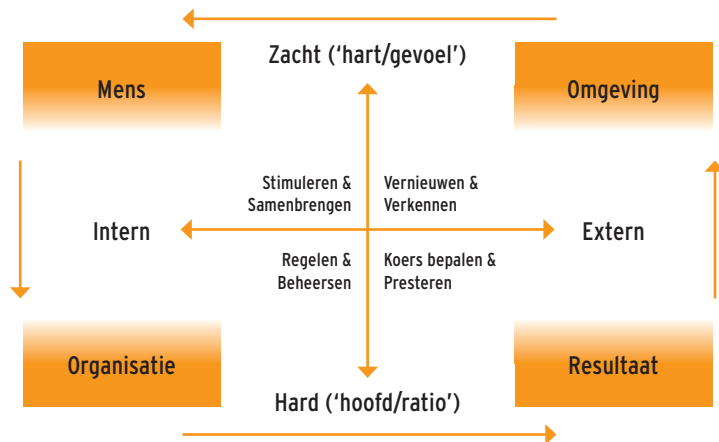 Zacht (‘hart/gevoel’)
Mens
Omgeving
Stimuleren &
Samenbrengen
Vernieuwen &
Verkennen
Intern
Extern
Regelen &
Beheersen
Koers bepalen &
Presteren
Organisatie
Resultaat
Hard (‘hoofd/ratio’)